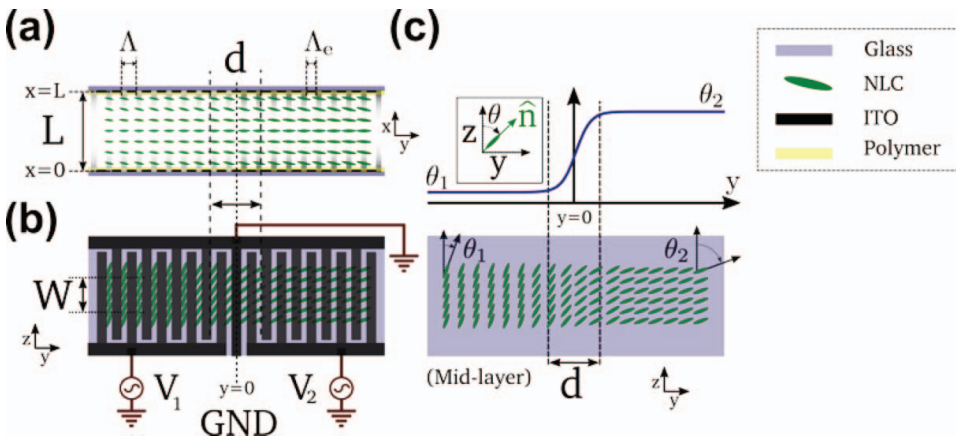 (a)
Λ
d
Λe
x=L
L
x=0
x
y
(b)
W
z
y
V1
y=0
V2
GND
(c)
θ
n̂
z
y
θ1
θ2
y
y=0
θ1
θ2
(Mid-layer)
d
z
y
Glass
NLC
ITO
Polymer